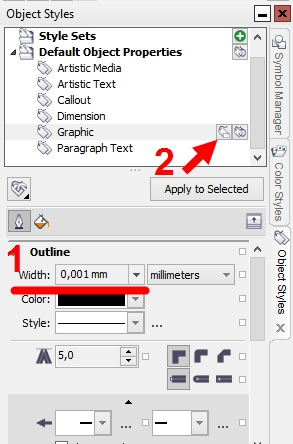 Object Styles
Style Sets
Default Object Properties
Artistic Media
Artistic Text
Callout
Dimension
Graphic
Paragraph Text
2
Apply to Selected
1
Outline
Width: 0,001 mm millimeters
Color:
Style: ...
5,0
... ...
Symbol Manager
Color Styles
Object Styles